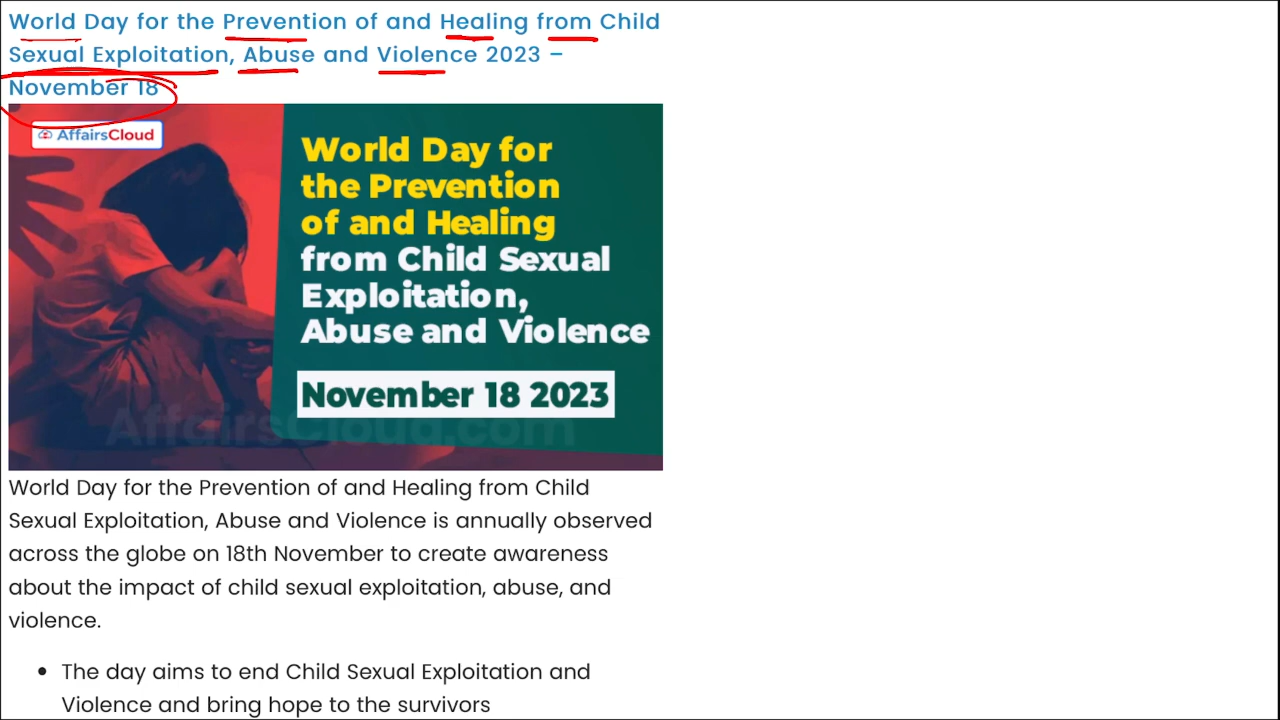 World Day for the Prevention of and Healing from Child
Sexual Exploitation, Abuse and Violence 2023 –
November 18
AffairsCloud
World Day for
the Prevention
of and Healing
from Child Sexual
Exploitation,
Abuse and Violence
November 18 2023
AffairsCloud.com
World Day for the Prevention of and Healing from Child
Sexual Exploitation, Abuse and Violence is annually observed
across the globe on 18th November to create awareness
about the impact of child sexual exploitation, abuse, and
violence.
• The day aims to end Child Sexual Exploitation and
Violence and bring hope to the survivors